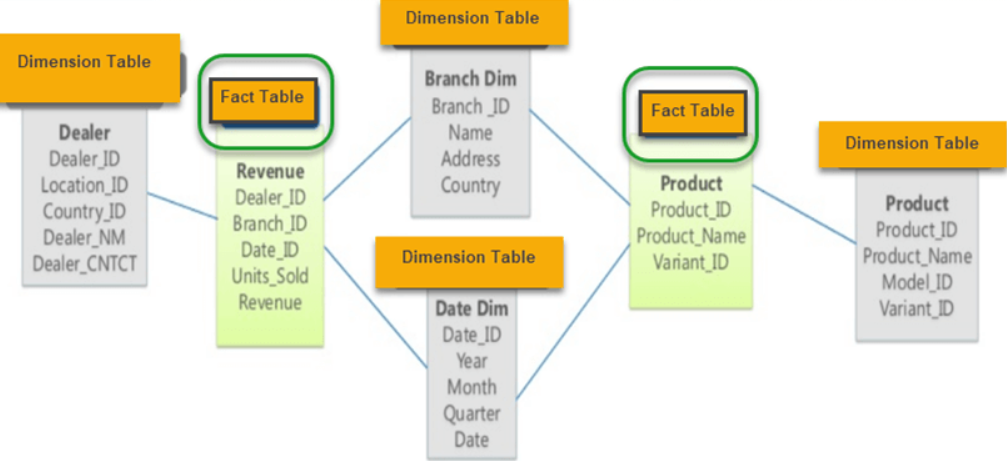 Dimension Table
Dealer
Dealer_ID
Location_ID
Country_ID
Dealer_NM
Dealer_CNTCT
Fact Table
Revenue
Dealer_ID
Branch_ID
Date_ID
Units_Sold
Revenue
Dimension Table
Branch Dim
Branch _ID
Name
Address
Country
Dimension Table
Date Dim
Date_ID
Year
Month
Quarter
Date
Fact Table
Product
Product_ID
Product_Name
Variant_ID
Dimension Table
Product
Product_ID
Product_Name
Model_ID
Variant_ID